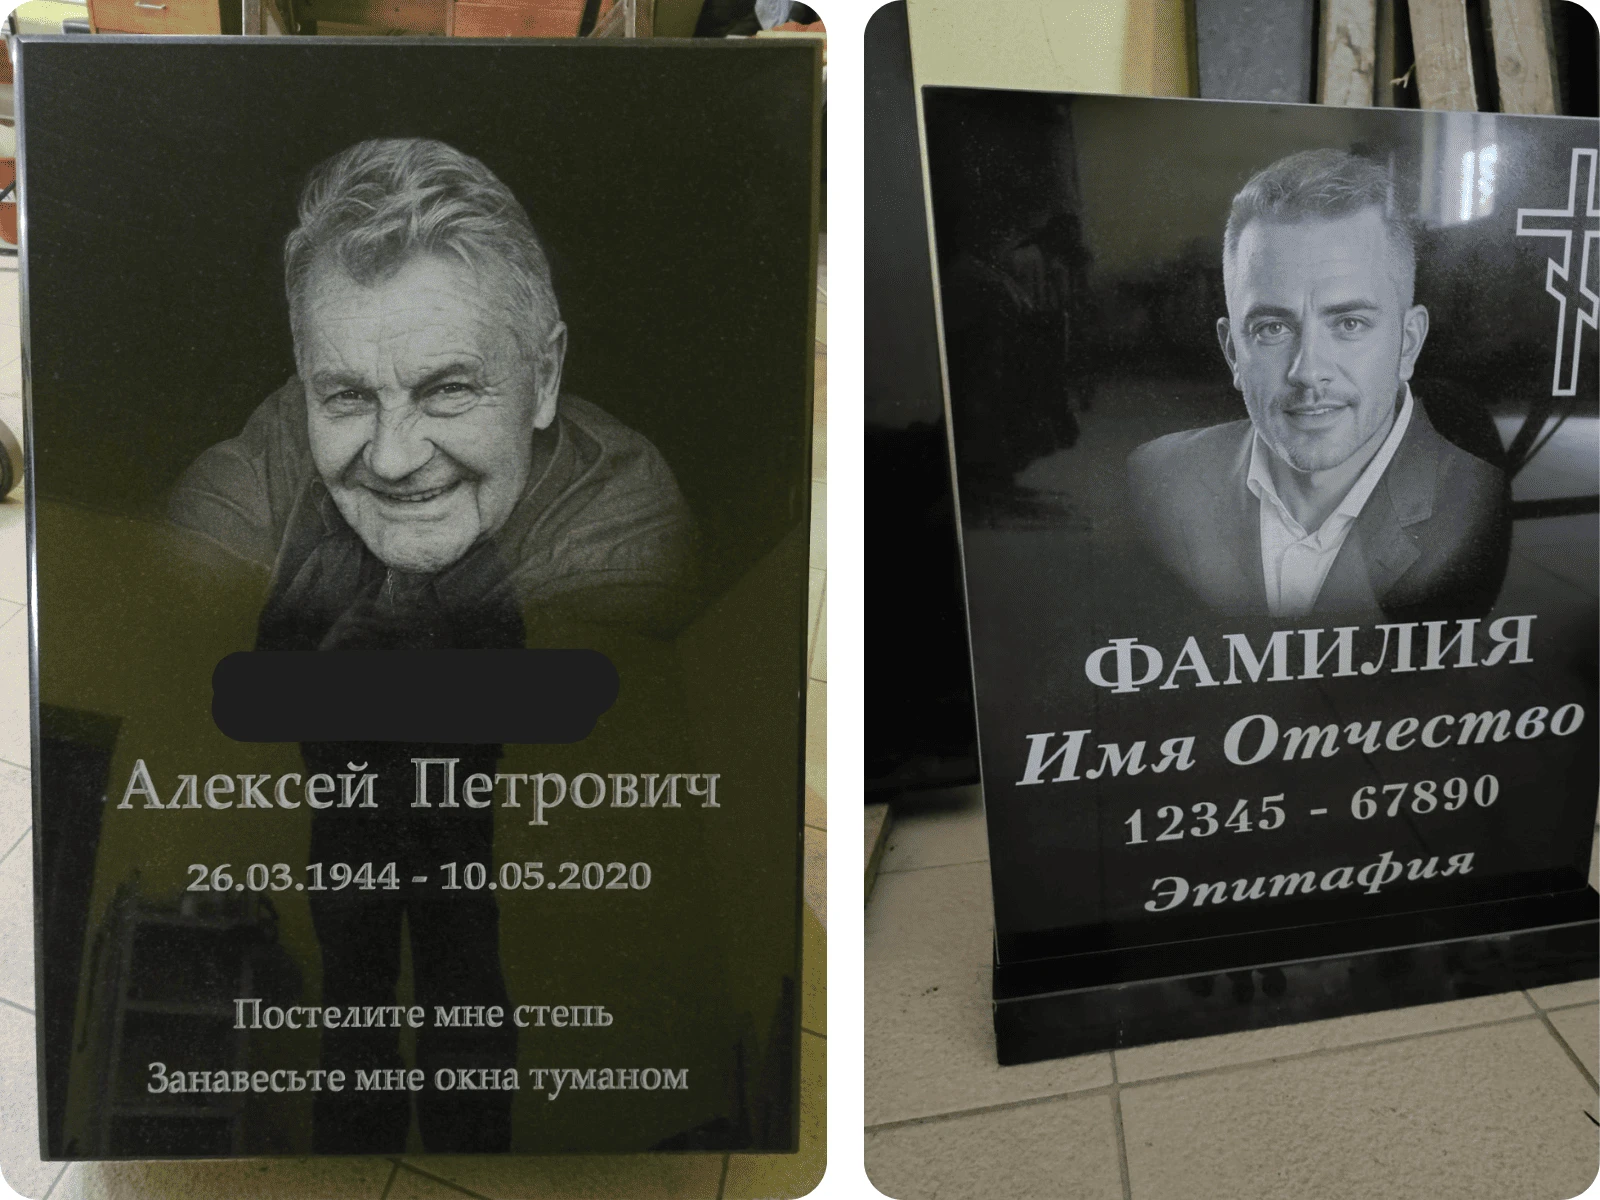 Алексей Петрович
26.03.1944 - 10.05.2020
Постелите мне степь
Занавесьте мне окна туманом
ФАМИЛИЯ
Имя Отчество
12345 - 67890
Эпитафия